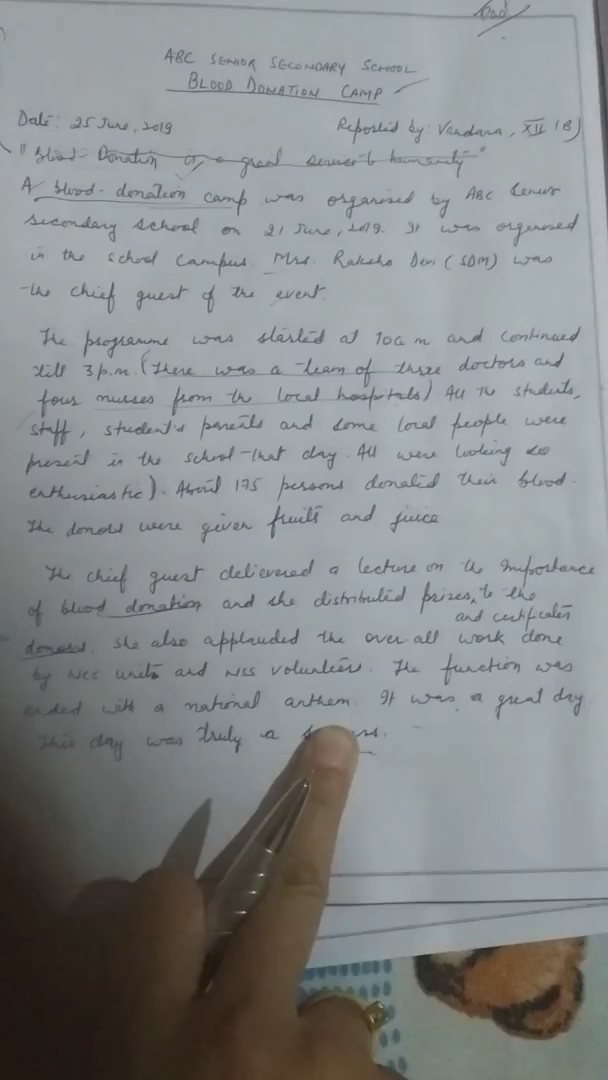 ABC SENIOR SECONDARY SCHOOL
BLOOD DONATION CAMP
Date: 25 June, 2019
Reported by: Vandana, XII (B)
"Blood-Donation is a great service to humanity"
A blood-donation camp was organised by ABC Senior
secondary school on 21 June, 2019. It was organised
in the school campus. Mrs. Raksha Devi (SDM) was
the chief guest of the event.
The programme was started at 10 a.m and continued
till 3 p.m. (There was a team of three doctors and
four nurses from the local hospitals). All the students,
staff, student's parents and some local people were
present in the school that day. All were looking so
enthusiastic). About 175 persons donated their blood.
The donors were given fruits and juice
The chief guest delivered a lecture on the importance
of blood donation and she distributed prizes, to the
and certificates
donors. She also applauded the over-all work done
by NCC units and NSS volunteers. The function was
ended with a national anthem. It was a great day
This day was truly a